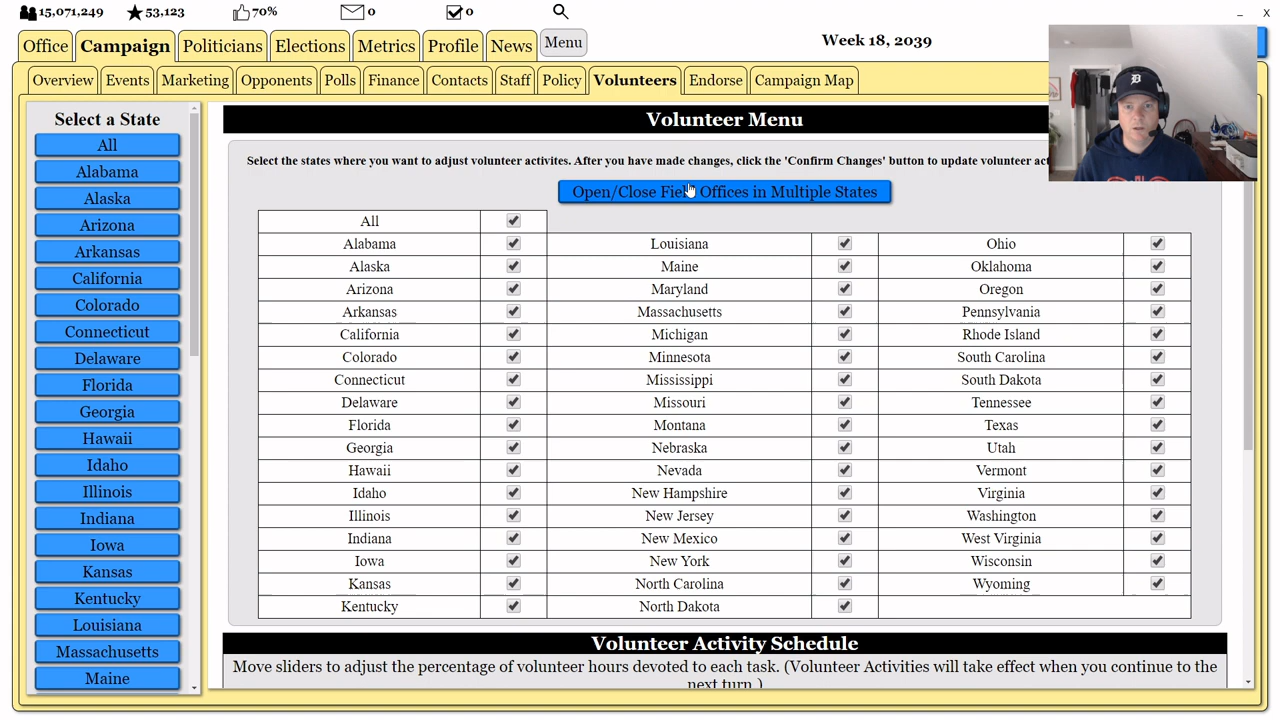 15,071,249 53,123 70% 0 0
_ X
Office Campaign Politicians Elections Metrics Profile News Menu Week 18, 2039
Overview Events Marketing Opponents Polls Finance Contacts Staff Policy Volunteers Endorse Campaign Map
Select a State
All
Alabama
Alaska
Arizona
Arkansas
California
Colorado
Connecticut
Delaware
Florida
Georgia
Hawaii
Idaho
Illinois
Indiana
Iowa
Kansas
Kentucky
Louisiana
Massachusetts
Maine
Volunteer Menu
Select the states where you want to adjust volunteer activites. After you have made changes, click the 'Confirm Changes' button to update volunteer
Open/Close Field Offices in Multiple States
All
Alabama Louisiana Ohio
Alaska Maine Oklahoma
Arizona Maryland Oregon
Arkansas Massachusetts Pennsylvania
California Michigan Rhode Island
Colorado Minnesota South Carolina
Connecticut Mississippi South Dakota
Delaware Missouri Tennessee
Florida Montana Texas
Georgia Nebraska Utah
Hawaii Nevada Vermont
Idaho New Hampshire Virginia
Illinois New Jersey Washington
Indiana New Mexico West Virginia
Iowa New York Wisconsin
Kansas North Carolina Wyoming
Kentucky North Dakota
Volunteer Activity Schedule
Move sliders to adjust the percentage of volunteer hours devoted to each task. (Volunteer Activities will take effect when you continue to the
next turn.)